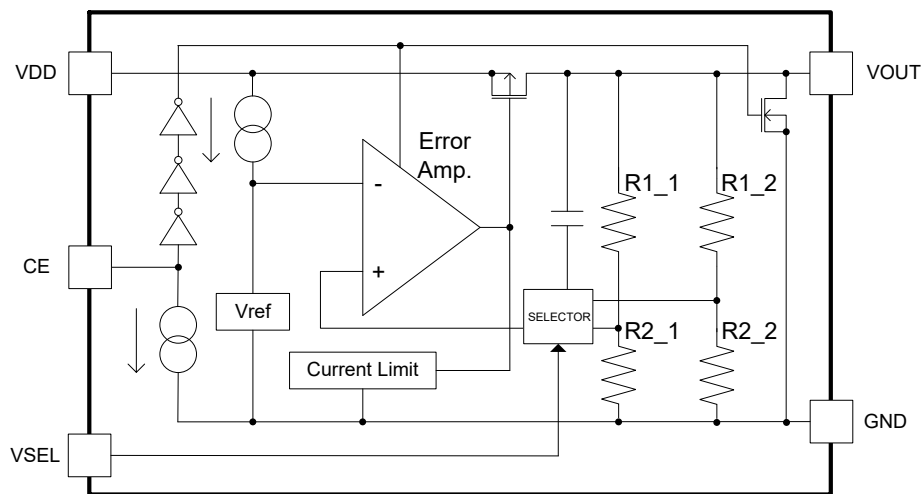 VDD
VOUT
Error
Amp.
-
R1_1
R1_2
CE
+
Vref
SELECTOR
R2_1
R2_2
Current Limit
GND
VSEL